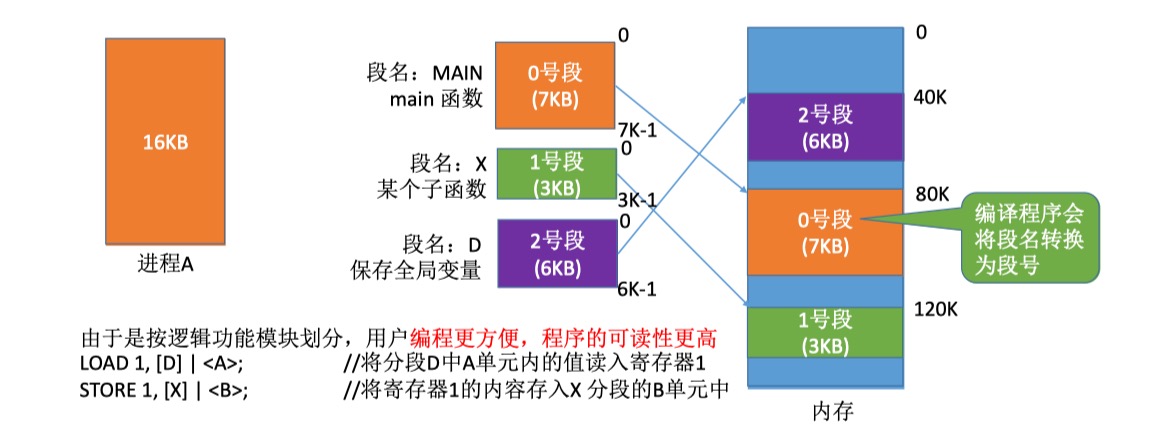 16KB
进程A
段名：MAIN
main 函数
0号段
(7KB)
0
7K-1
段名：X
某个子函数
1号段
(3KB)
0
3K-1
段名：D
保存全局变量
2号段
(6KB)
0
6K-1
0
40K
2号段
(6KB)
80K
0号段
(7KB)
编译程序会
将段名转换
为段号
120K
1号段
(3KB)
内存
由于是按逻辑功能模块划分，用户编程更方便，程序的可读性更高
LOAD 1, [D] | <A>; //将分段D中A单元内的值读入寄存器1
STORE 1, [X] | <B>; //将寄存器1的内容存入X 分段的B单元中